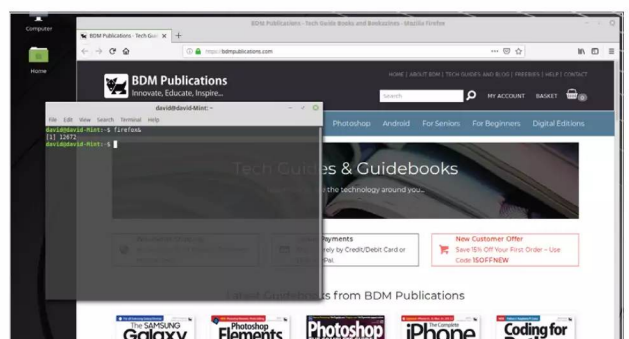 Computer
Home
BDM Publications - Tech Guide Books and Bookazines - Mozilla Firefox
BDM Publications - Tech Gui
https://bdmpublications.com
BDM Publications
Innovate, Educate, Inspire...
HOME | ABOUT BDM | TECH GUIDES AND BLOG | FREEBIES | HELP | CONTACT
Search
MY ACCOUNT
BASKET
(0)
david@david-Mint: ~
File Edit View Search Terminal Help
david@david-Mint:~$ firefox&
[1] 12672
david@david-Mint:~$
Photoshop
Android
For Seniors
For Beginners
Digital Editions
Tech Guides & Guidebooks
the technology around you...
Payments
rely by Credit/Debit Card or
Pal.
New Customer Offer
Save 15% Off Your First Order – Use
Code 15OFFNEW
Latest Guidebooks from BDM Publications
The SAMSUNG
Galaxy
Photoshop
Elements
Photoshop
The Complete
iPhone
Coding for